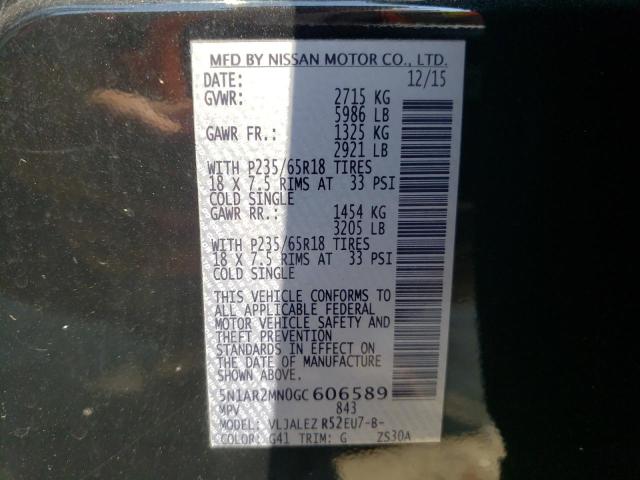 MFD BY NISSAN MOTOR CO., LTD.
DATE: 12/15
GVWR: 2715 KG
5986 LB
GAWR FR.: 1325 KG
2921 LB
WITH P235/65R18 TIRES
18 X 7.5 RIMS AT 33 PSI
COLD SINGLE
GAWR RR.: 1454 KG
3205 LB
WITH P235/65R18 TIRES
18 X 7.5 RIMS AT 33 PSI
COLD SINGLE
THIS VEHICLE CONFORMS TO
ALL APPLICABLE FEDERAL
MOTOR VEHICLE SAFETY AND
THEFT PREVENTION
STANDARDS IN EFFECT ON
THE DATE OF MANUFACTURE
SHOWN ABOVE.
5N1AR2MN0GC606589
MPV 843
MODEL: VLJALEZ R52EU7-B-
COLOR: G41 TRIM: G ZS30A